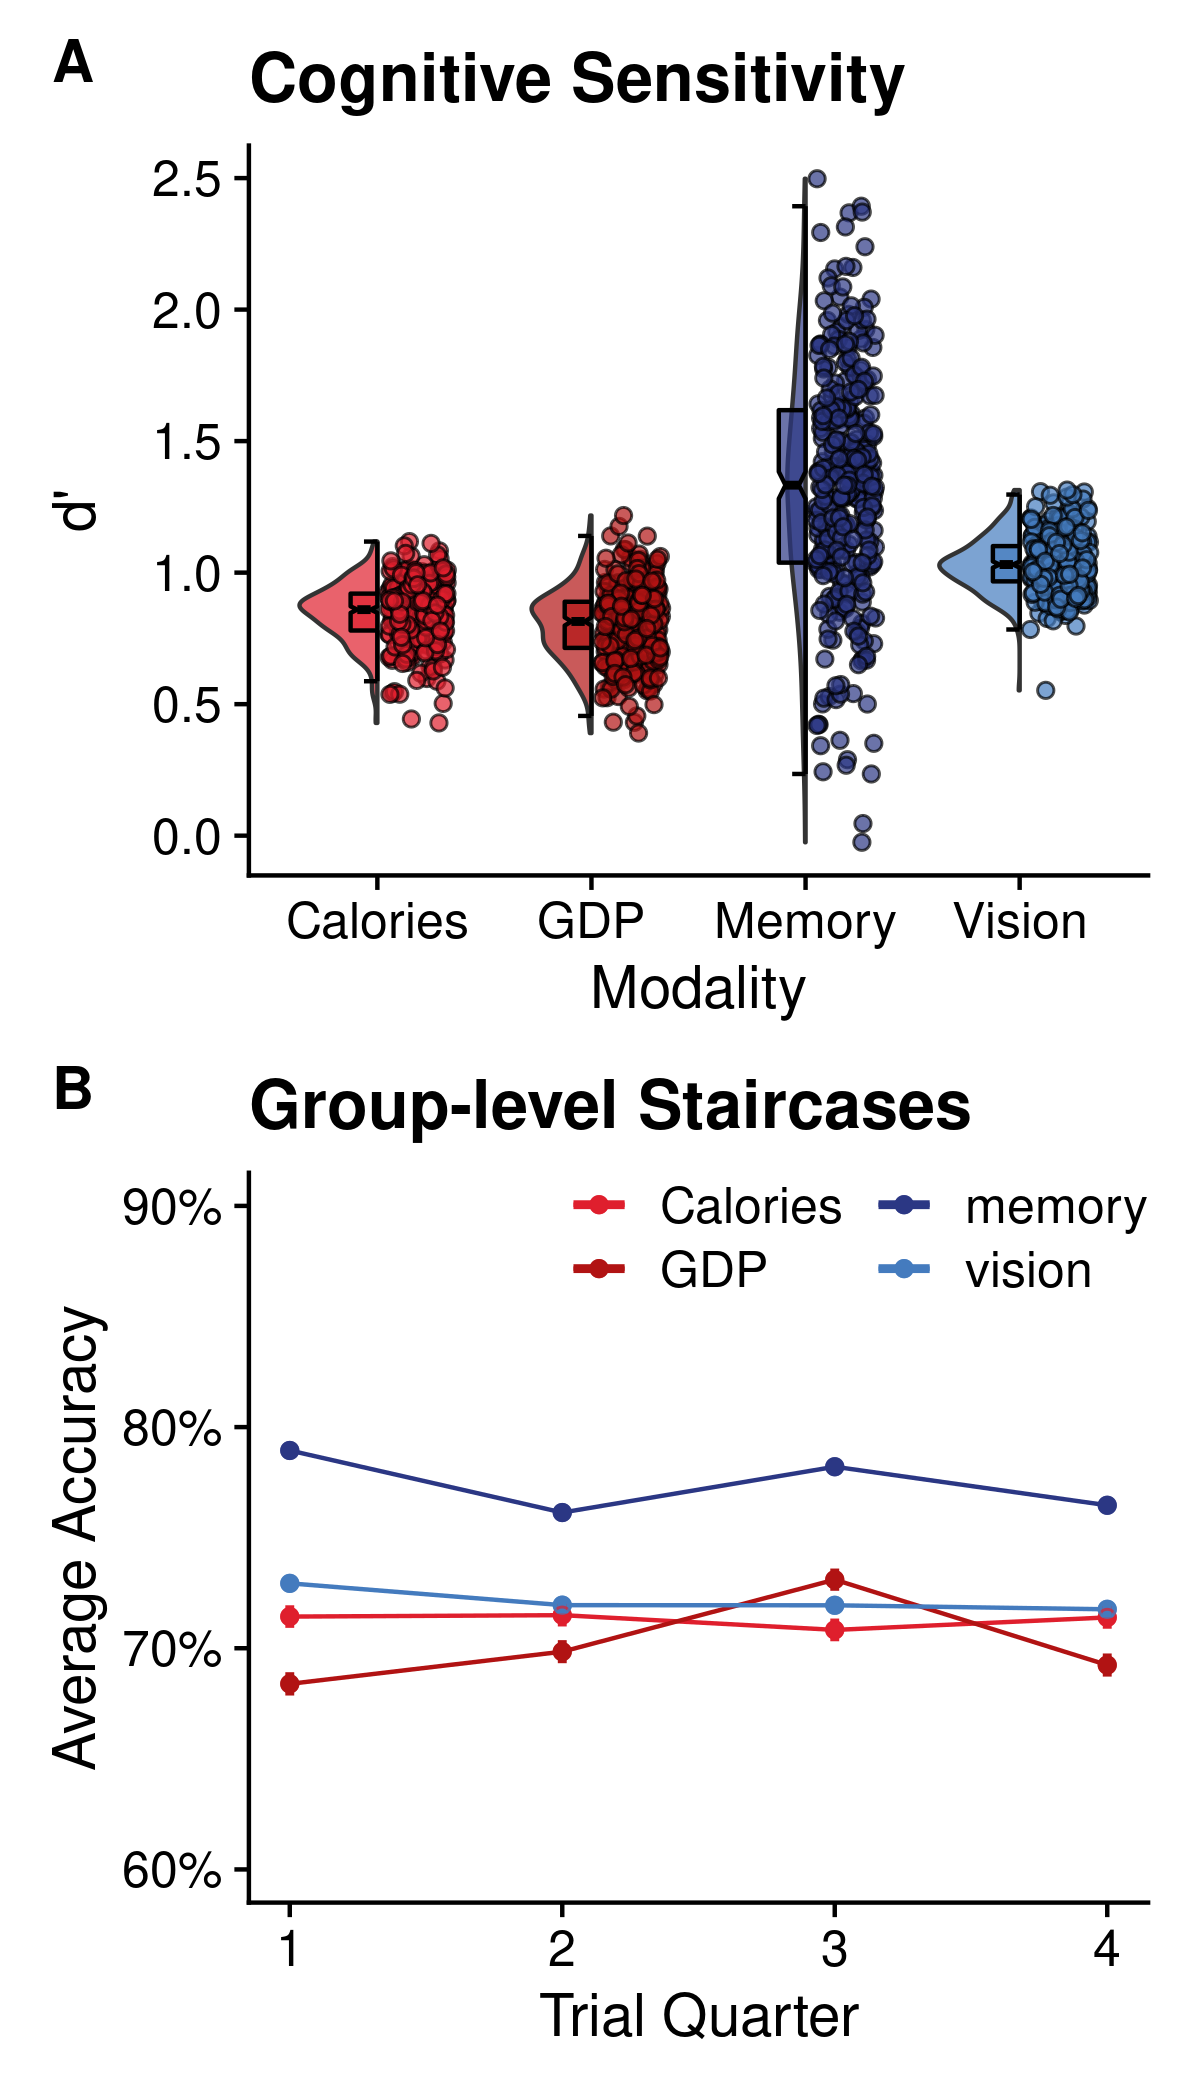 A
Cognitive Sensitivity
2.5
2.0
1.5
1.0
0.5
0.0
d'
Calories GDP Memory Vision
Modality
B
Group-level Staircases
Calories memory
GDP vision
90%
80%
70%
60%
Average Accuracy
1 2 3 4
Trial Quarter